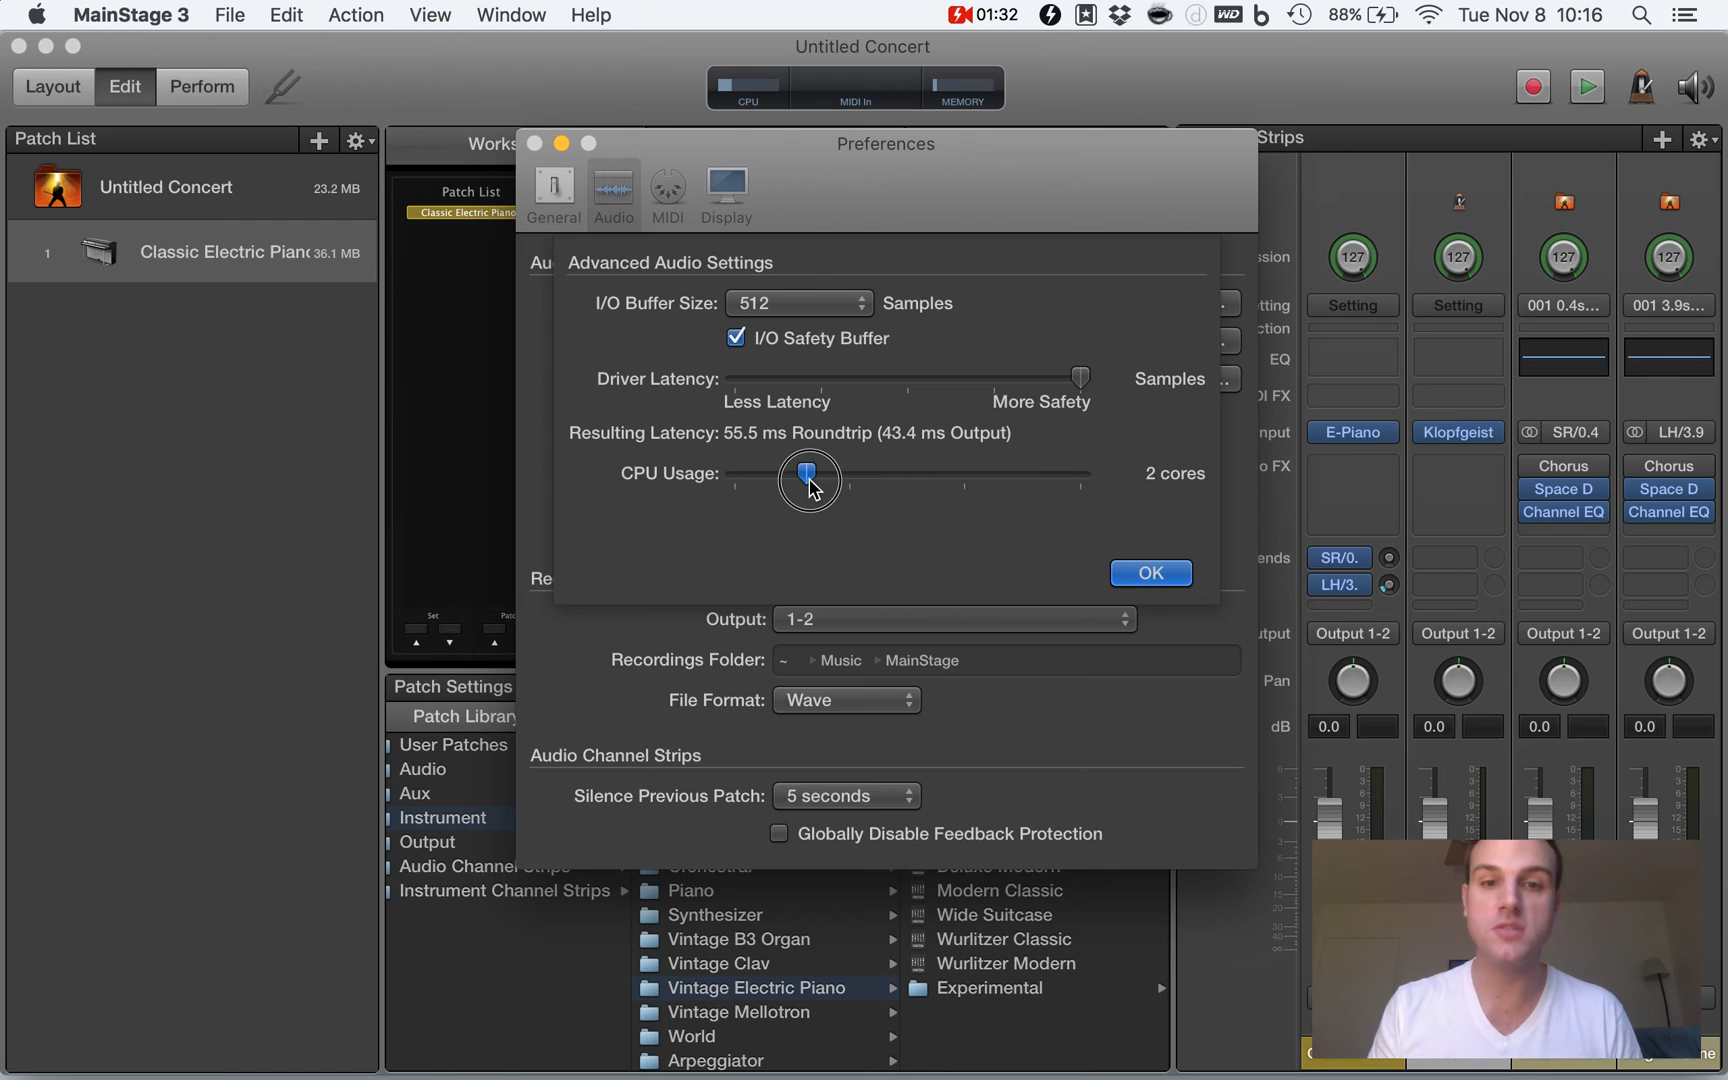 MainStage 3 File Edit Action View Window Help 01:32 WD b 88% Tue Nov 8 10:16
Untitled Concert
Layout Edit Perform
CPU MIDI In MEMORY
Patch List
Untitled Concert 23.2 MB
1 Classic Electric Pian 36.1 MB
Works
Patch List
Classic Electric Piano
Set
Patch Settings
Patch Library
User Patches
Audio
Aux
Instrument
Output
Audio Channel Strips
Instrument Channel Strips
Preferences
General Audio MIDI Display
Au
Advanced Audio Settings
I/O Buffer Size: 512 Samples
I/O Safety Buffer
Driver Latency: Samples
Less Latency More Safety
Resulting Latency: 55.5 ms Roundtrip (43.4 ms Output)
CPU Usage: 2 cores
OK
Re
Output: 1-2
Recordings Folder: ~ Music MainStage
File Format: Wave
Audio Channel Strips
Silence Previous Patch: 5 seconds
Globally Disable Feedback Protection
Piano
Synthesizer
Vintage B3 Organ
Vintage Clav
Vintage Electric Piano
Vintage Mellotron
World
Arpeggiator
Modern Classic
Wide Suitcase
Wurlitzer Classic
Wurlitzer Modern
Experimental
Strips
ssion 127 127 127 127
tting Setting Setting 001 0.4s... 001 3.9s...
ction
EQ
DI FX
nput E-Piano Klopfgeist SR/0.4 LH/3.9
o FX Chorus Chorus
Space D Space D
Channel EQ Channel EQ
ends SR/0.
LH/3.
utput Output 1-2 Output 1-2 Output 1-2 Output 1-2
Pan
dB 0.0 0.0 0.0 0.0